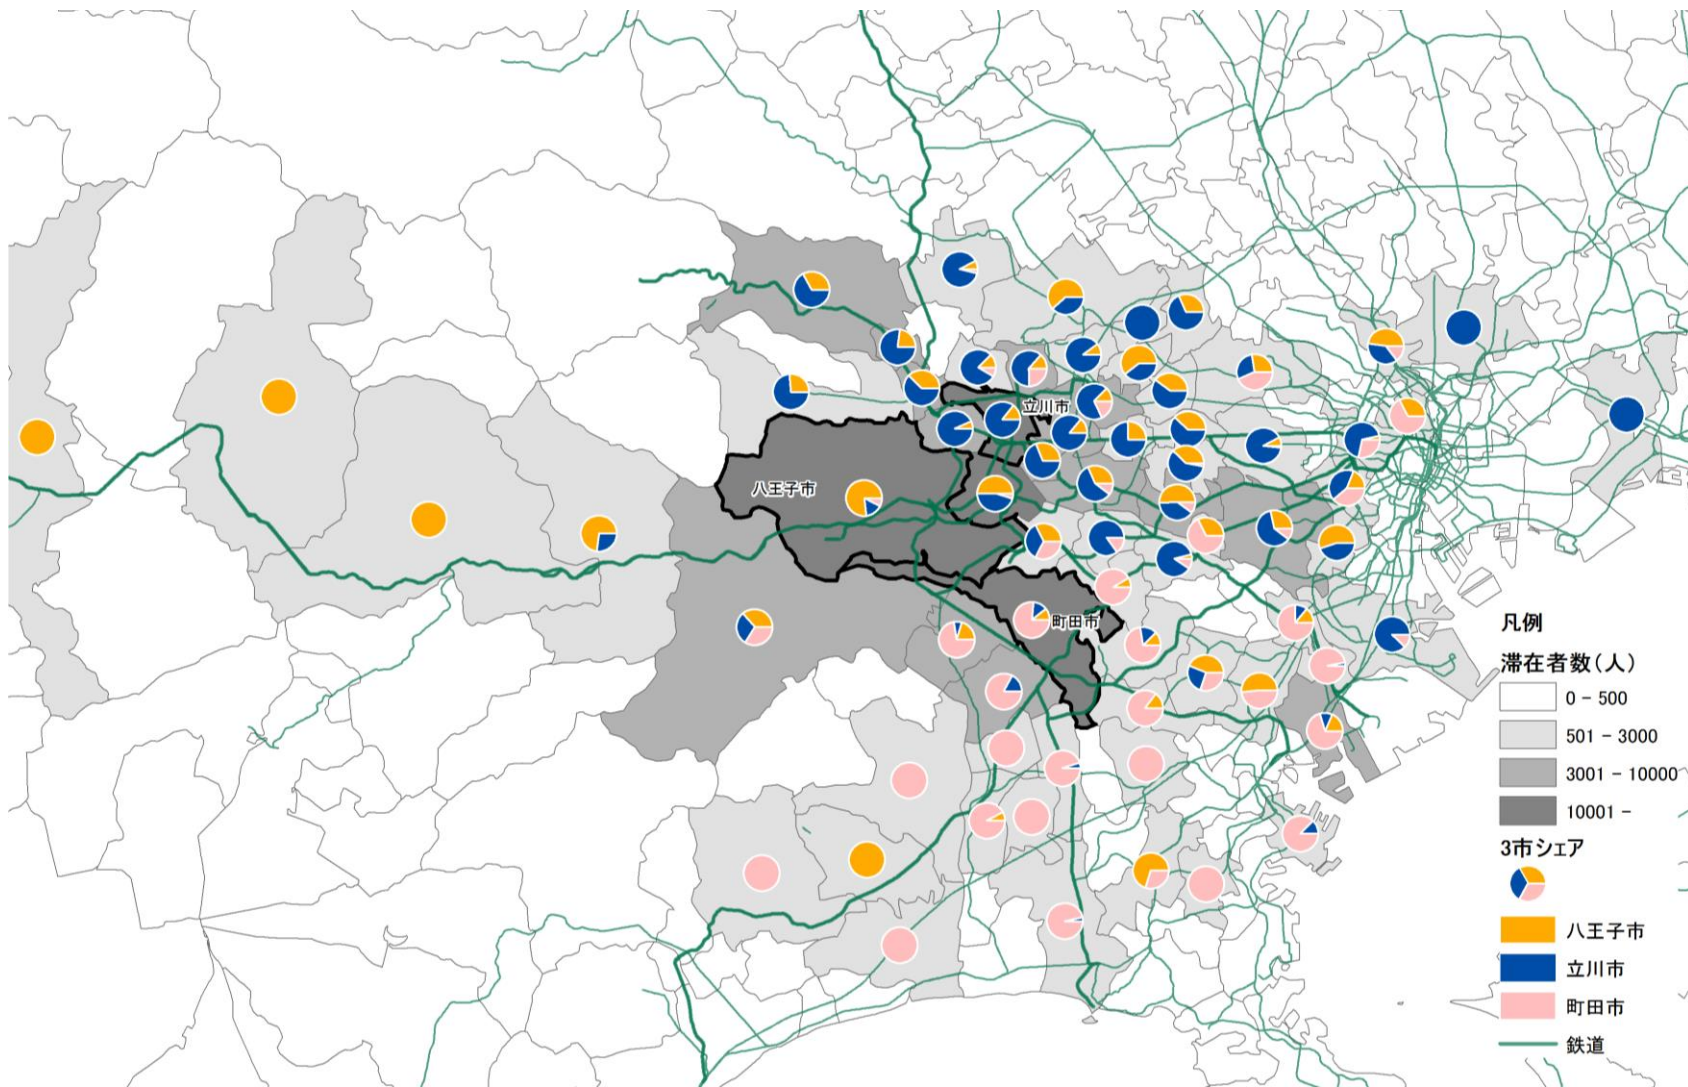 立川市
八王子市
町田市
凡例
滞在者数(人)
0 - 500
501 - 3000
3001 - 10000
10001 -
3市シェア
八王子市
立川市
町田市
鉄道